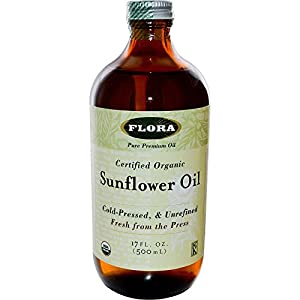 FLORA
Pure Premium Oil
Certified Organic
Sunflower Oil
Cold-Pressed, & Unrefined
Fresh from the Press
17 FL. OZ.
(500 mL)